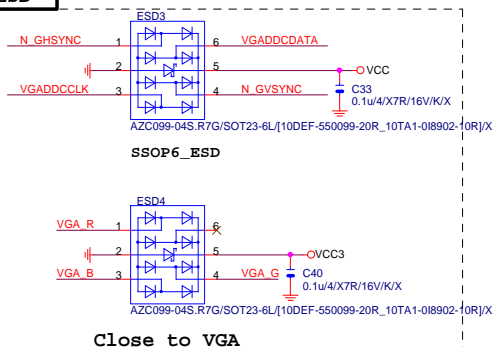 ESD3
N_GHSYNC 1 6 VGADDCDATA
2 5 VCC
VGADDCCLK 3 4 N_GVSYNC
C33
0.1u/4/X7R/16V/K/X
AZC099-04S.R7G/SOT23-6L/[10DEF-550099-20R_10TA1-0I8902-10R]/X
SSOP6_ESD
ESD4
VGA_R 1 6
2 5 VCC3
VGA_B 3 4 VGA_G
C40
0.1u/4/X7R/16V/K/X
AZC099-04S.R7G/SOT23-6L/[10DEF-550099-20R_10TA1-0I8902-10R]/X
Close to VGA